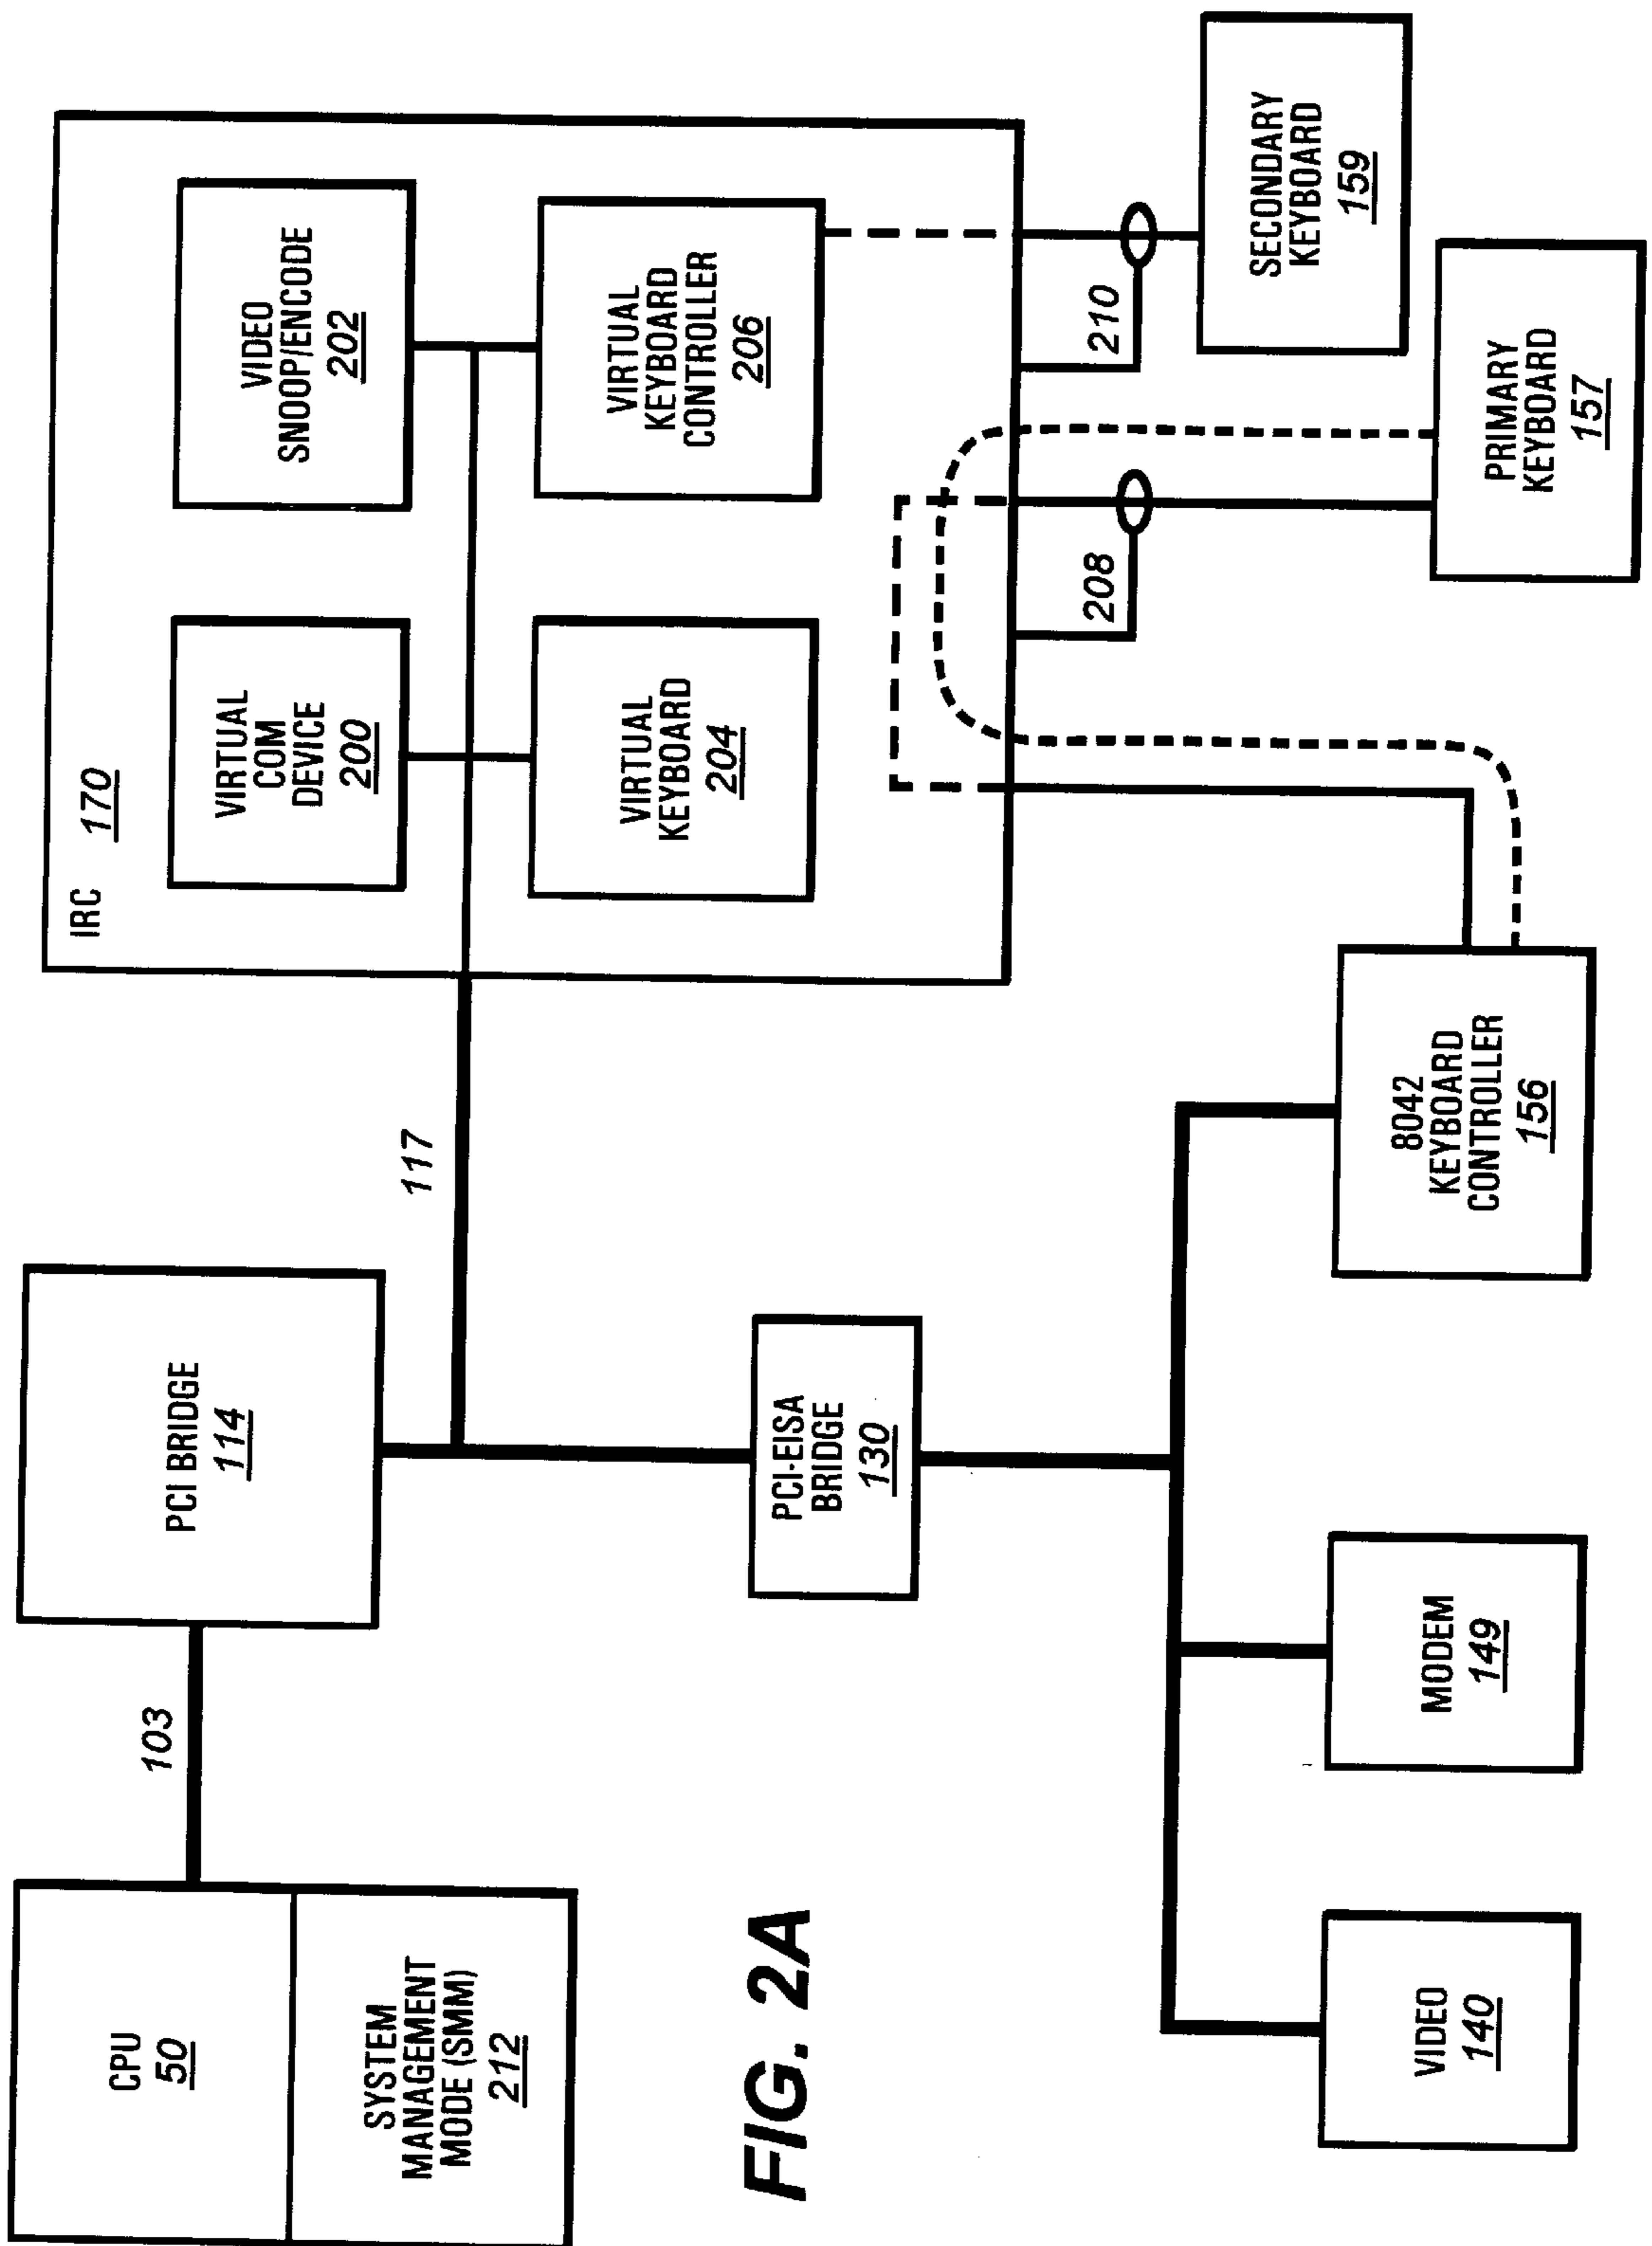 CPU
50
SYSTEM
MANAGEMENT
MODE (SMM)
212
103
PCI BRIDGE
114
117
IRC
170
VIRTUAL
COM
DEVICE
200
VIDEO
SNOOP/ENCODE
202
VIRTUAL
KEYBOARD
204
VIRTUAL
KEYBOARD
CONTROLLER
206
PCI-EISA
BRIDGE
130
208
210
SECONDARY
KEYBOARD
159
PRIMARY
KEYBOARD
157
VIDEO
140
MODEM
149
8042
KEYBOARD
CONTROLLER
156
FIG. 2A